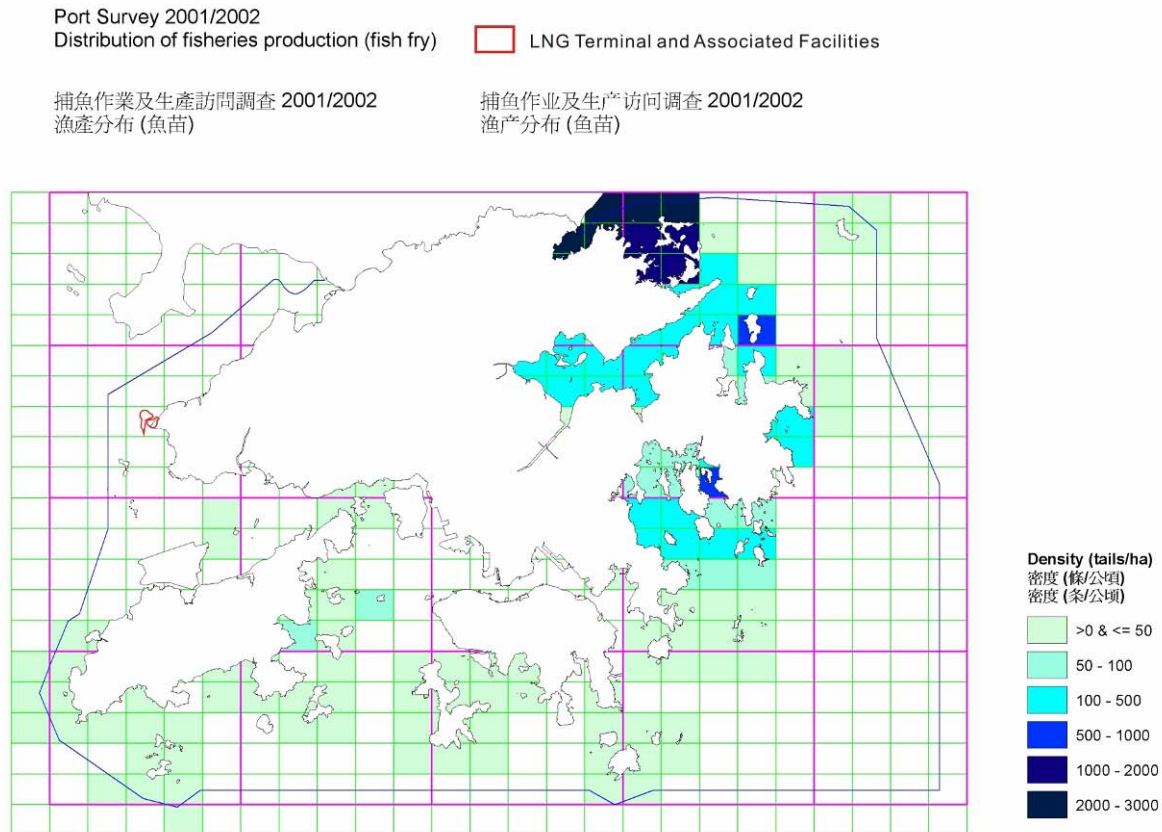 Port Survey 2001/2002
Distribution of fisheries production (fish fry)
LNG Terminal and Associated Facilities
捕魚作業及生產訪問調查 2001/2002
漁產分布 (魚苗)
捕鱼作业及生产访问调查 2001/2002
渔产分布 (鱼苗)
Density (tails/ha)
密度 (條/公頃)
密度 (条/公顷)
>0 & <= 50
50 - 100
100 - 500
500 - 1000
1000 - 2000
2000 - 3000